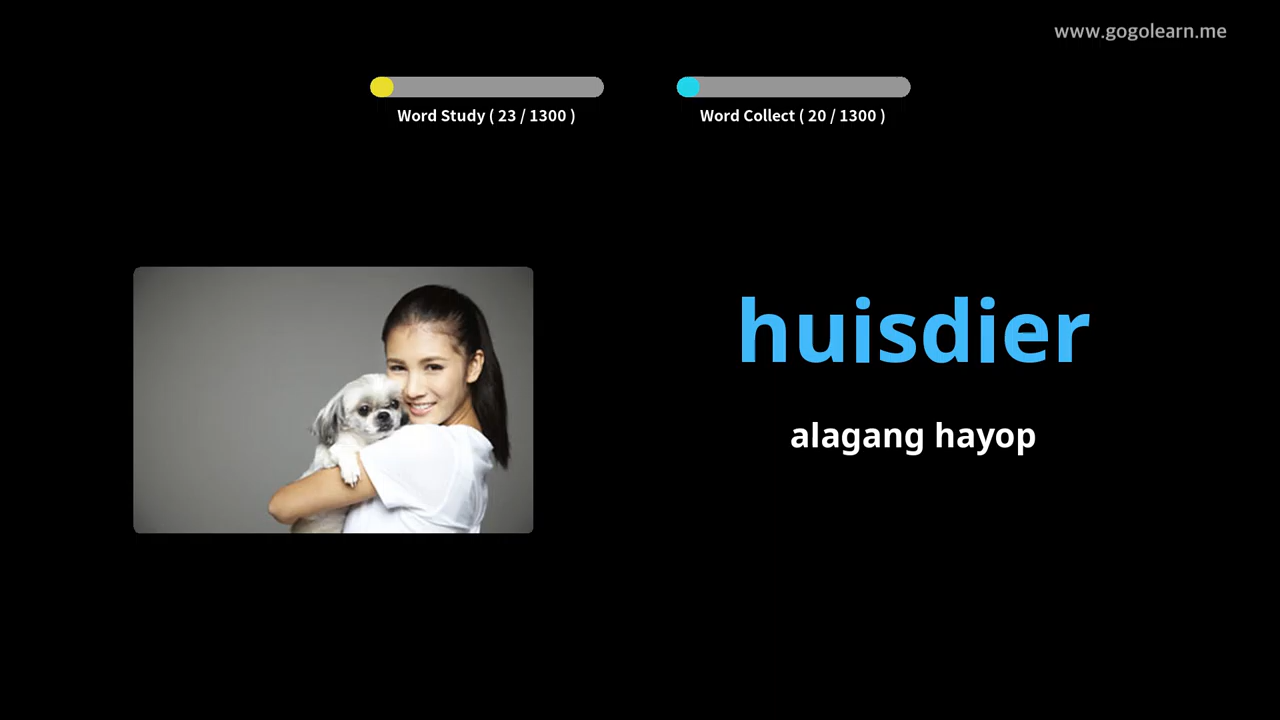 www.gogolearn.me
Word Study ( 23 / 1300 )
Word Collect ( 20 / 1300 )
huisdier
alagang hayop